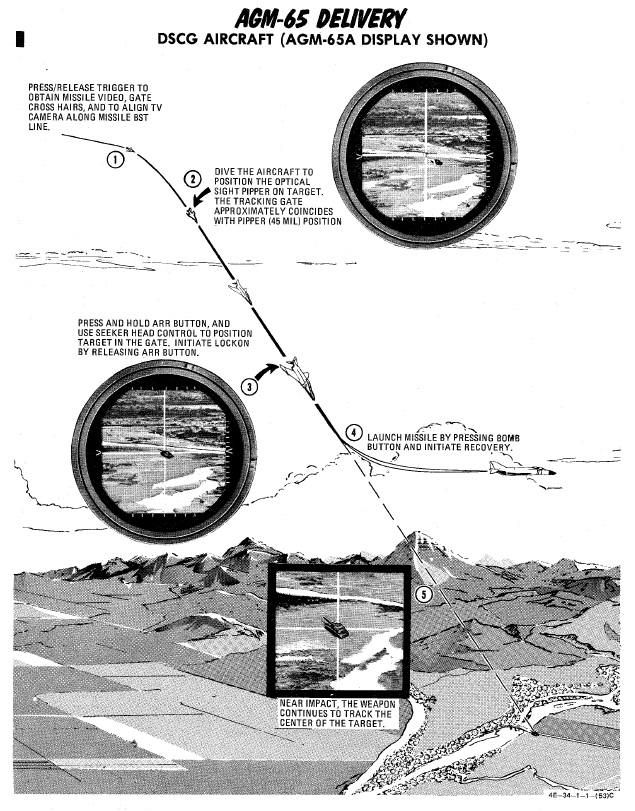 AGM-65 DELIVERY
DSCG AIRCRAFT (AGM-65A DISPLAY SHOWN)
PRESS/RELEASE TRIGGER TO
OBTAIN MISSILE VIDEO, GATE
CROSS HAIRS, AND TO ALIGN TV
CAMERA ALONG MISSILE BST
LINE.
1
2
DIVE THE AIRCRAFT TO
POSITION THE OPTICAL
SIGHT PIPPER ON TARGET.
THE TRACKING GATE
APPROXIMATELY COINCIDES
WITH PIPPER (45 MIL) POSITION
PRESS AND HOLD ARR BUTTON, AND
USE SEEKER HEAD CONTROL TO POSITION
TARGET IN THE GATE. INITIATE LOCKON
BY RELEASING ARR BUTTON.
3
4
LAUNCH MISSILE BY PRESSING BOMB
BUTTON AND INITIATE RECOVERY.
5
NEAR IMPACT, THE WEAPON
CONTINUES TO TRACK THE
CENTER OF THE TARGET.
4E-34-1-1-(53)C